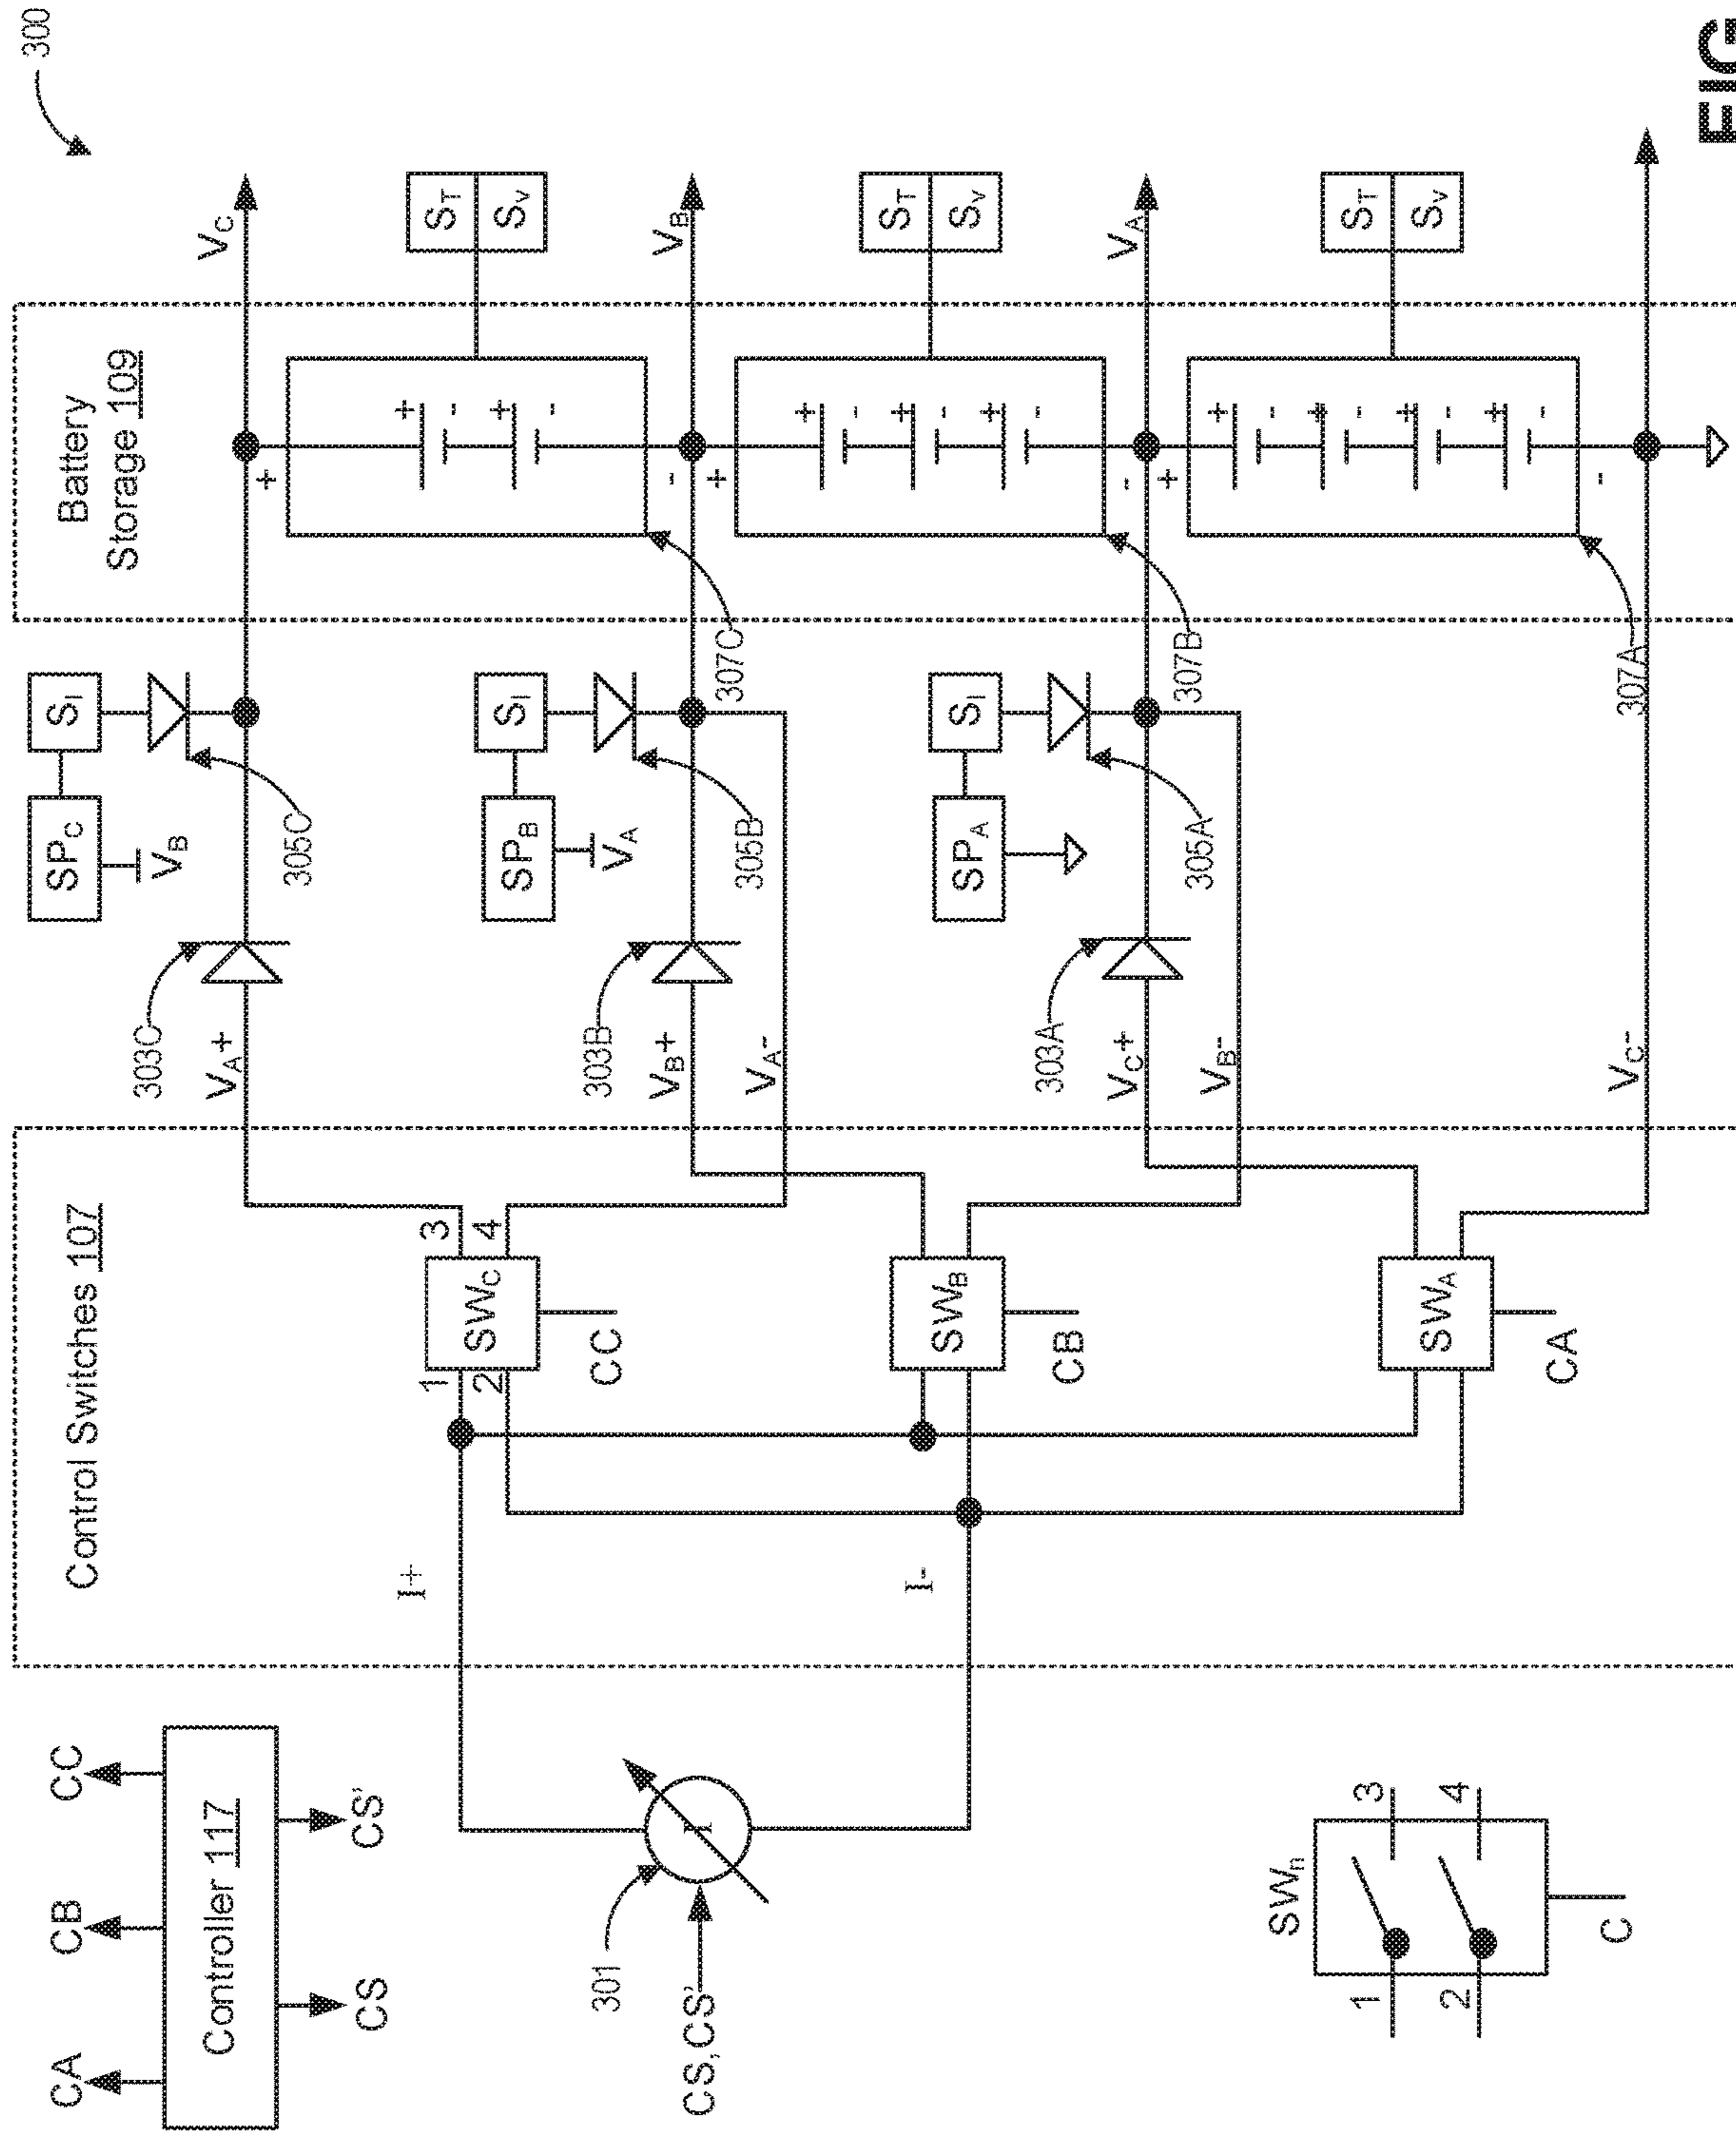 300
CA
CB
CC
Controller 117
CS
CS'
301
CS, CS'
I
SWn
1
2
3
4
C
Control Switches 107
I+
I-
1
2
SWC
3
4
CC
SWB
CB
SWA
CA
303C
VA+
303B
VB+
VA-
303A
VC+
VB-
VC-
SPC
SI
VB
305C
SPB
SI
VA
305B
SPA
SI
305A
307C
307B
307A
Battery
Storage 109
+
+
-
+
-
-
+
+
-
+
-
+
-
-
+
+
-
+
-
+
-
+
-
-
VC
ST
SV
VB
ST
SV
VA
ST
SV
FIG